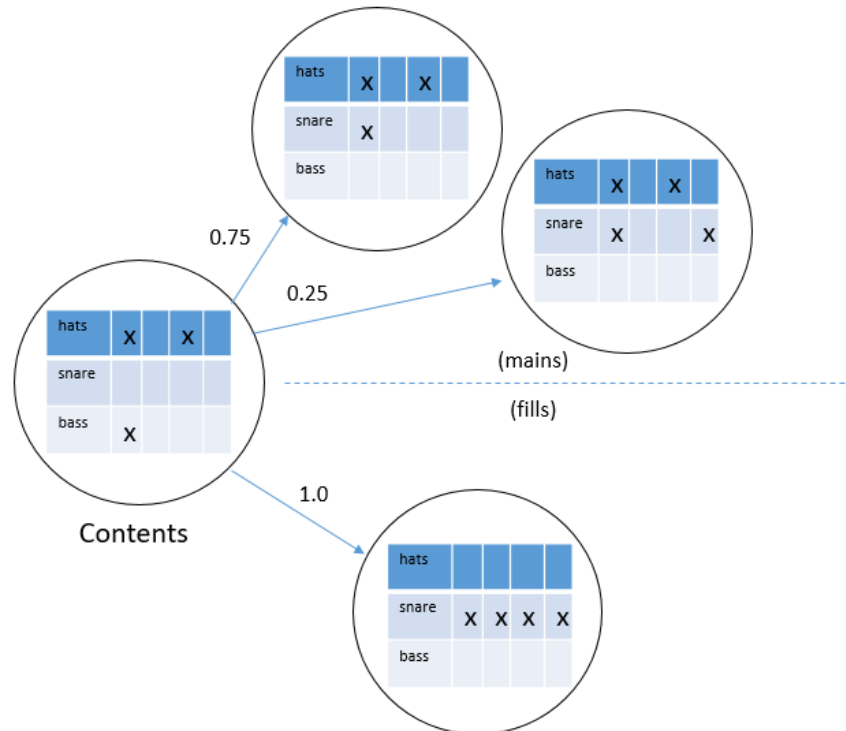 hats X X
snare X
bass
hats X X
snare X X
bass
0.75
0.25
hats X X
snare
bass X
(mains)
(fills)
1.0
Contents
hats
snare X X X X
bass